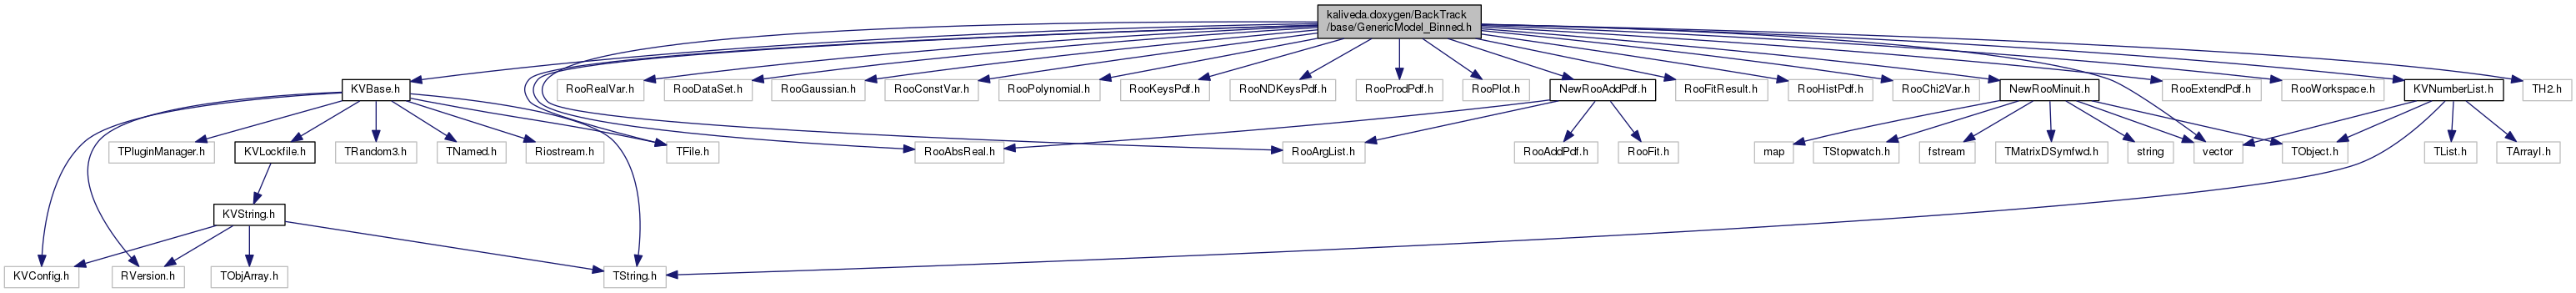 kaliveda.doxygen/BackTrack
/base/GenericModel_Binned.h
KVBase.h
RooRealVar.h
RooDataSet.h
RooGaussian.h
RooConstVar.h
RooPolynomial.h
RooKeysPdf.h
RooNDKeysPdf.h
RooProdPdf.h
RooPlot.h
NewRooAddPdf.h
RooFitResult.h
RooHistPdf.h
RooChi2Var.h
NewRooMinuit.h
RooExtendPdf.h
RooWorkspace.h
KVNumberList.h
TH2.h
TPluginManager.h
KVLockfile.h
TRandom3.h
TNamed.h
Riostream.h
TFile.h
RooAbsReal.h
RooArgList.h
RooAddPdf.h
RooFit.h
map
TStopwatch.h
fstream
TMatrixDSymfwd.h
string
vector
TObject.h
TList.h
TArrayI.h
KVString.h
KVConfig.h
RVersion.h
TObjArray.h
TString.h